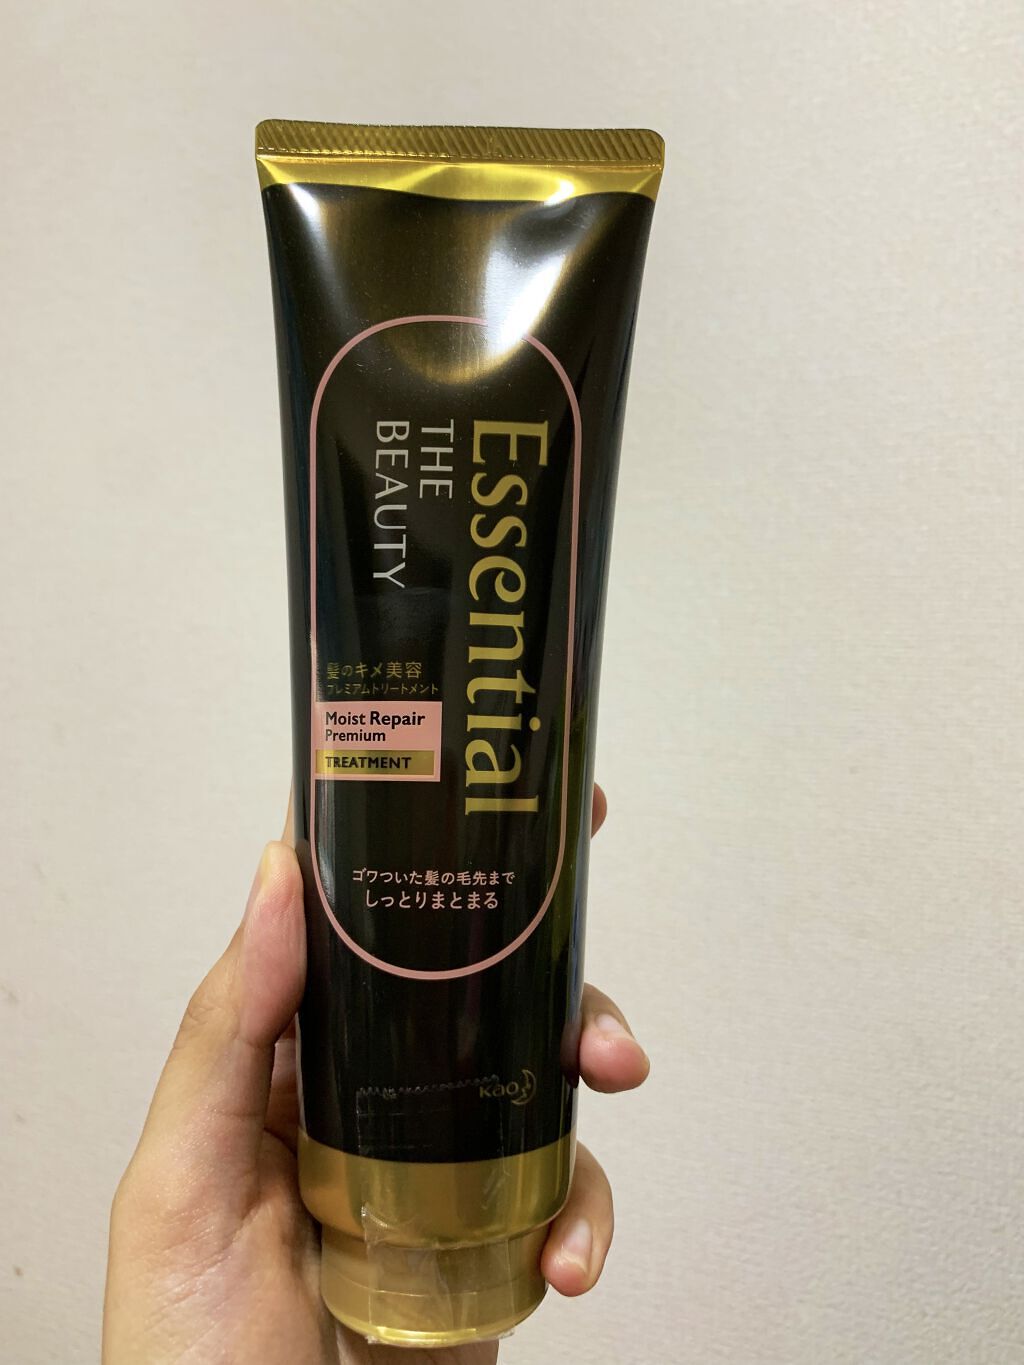 Essential
THE
BEAUTY
髪のキメ美容
プレミアムトリートメント
Moist Repair
Premium
TREATMENT
ゴワついた髪の毛先まで
しっとりまとまる
Kao